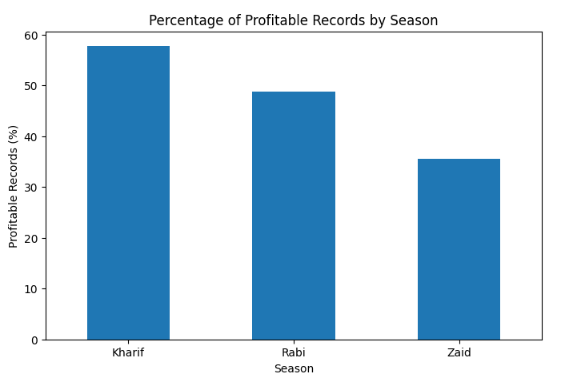 Percentage of Profitable Records by Season
60
50
40
30
20
10
0
Profitable Records (%)
Kharif Rabi Zaid
Season